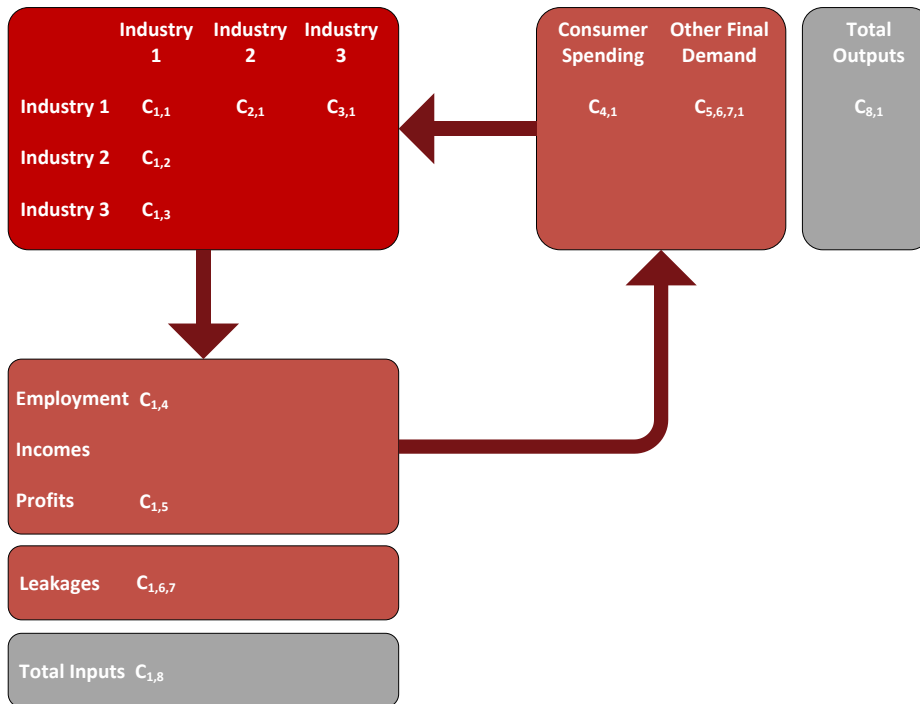 Industry 1 Industry 2 Industry 3 Consumer Spending Other Final Demand Total Outputs
Industry 1 C1,1 C2,1 C3,1 C4,1 C5,6,7,1 C8,1
Industry 2 C1,2
Industry 3 C1,3
Employment C1,4
Incomes
Profits C1,5
Leakages C1,6,7
Total Inputs C1,8